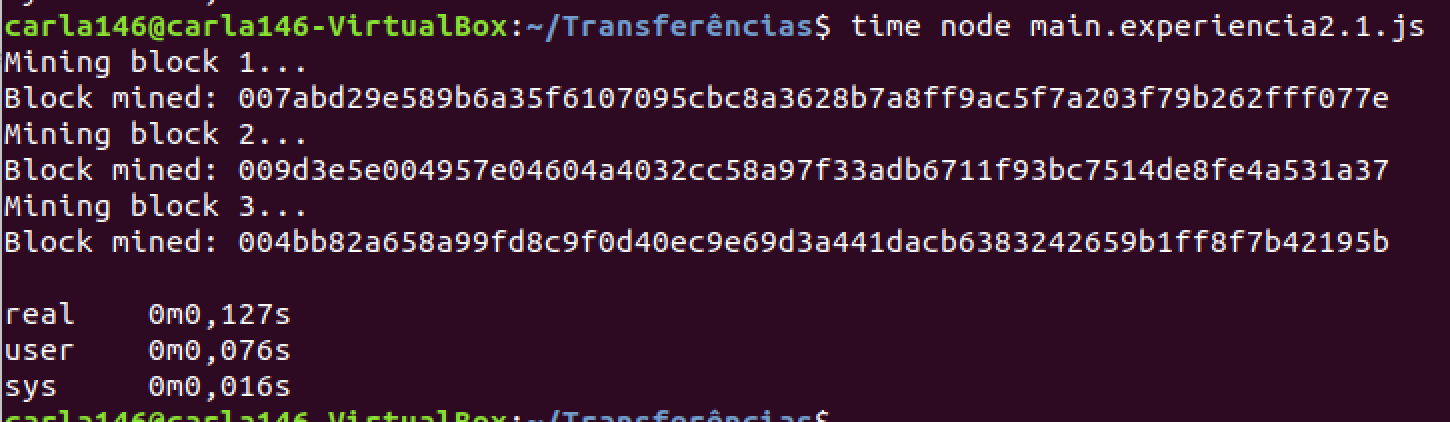 carla146@carla146-VirtualBox:~/Transferências$ time node main.experiencia2.1.js
Mining block 1...
Block mined: 007abd29e589b6a35f6107095cbc8a3628b7a8ff9ac5f7a203f79b262fff077e
Mining block 2...
Block mined: 009d3e5e004957e04604a4032cc58a97f33adb6711f93bc7514de8fe4a531a37
Mining block 3...
Block mined: 004bb82a658a99fd8c9f0d40ec9e69d3a441dacb6383242659b1ff8f7b42195b
real 0m0,127s
user 0m0,076s
sys 0m0,016s
carla146@carla146-VirtualBox:~/Transferências$